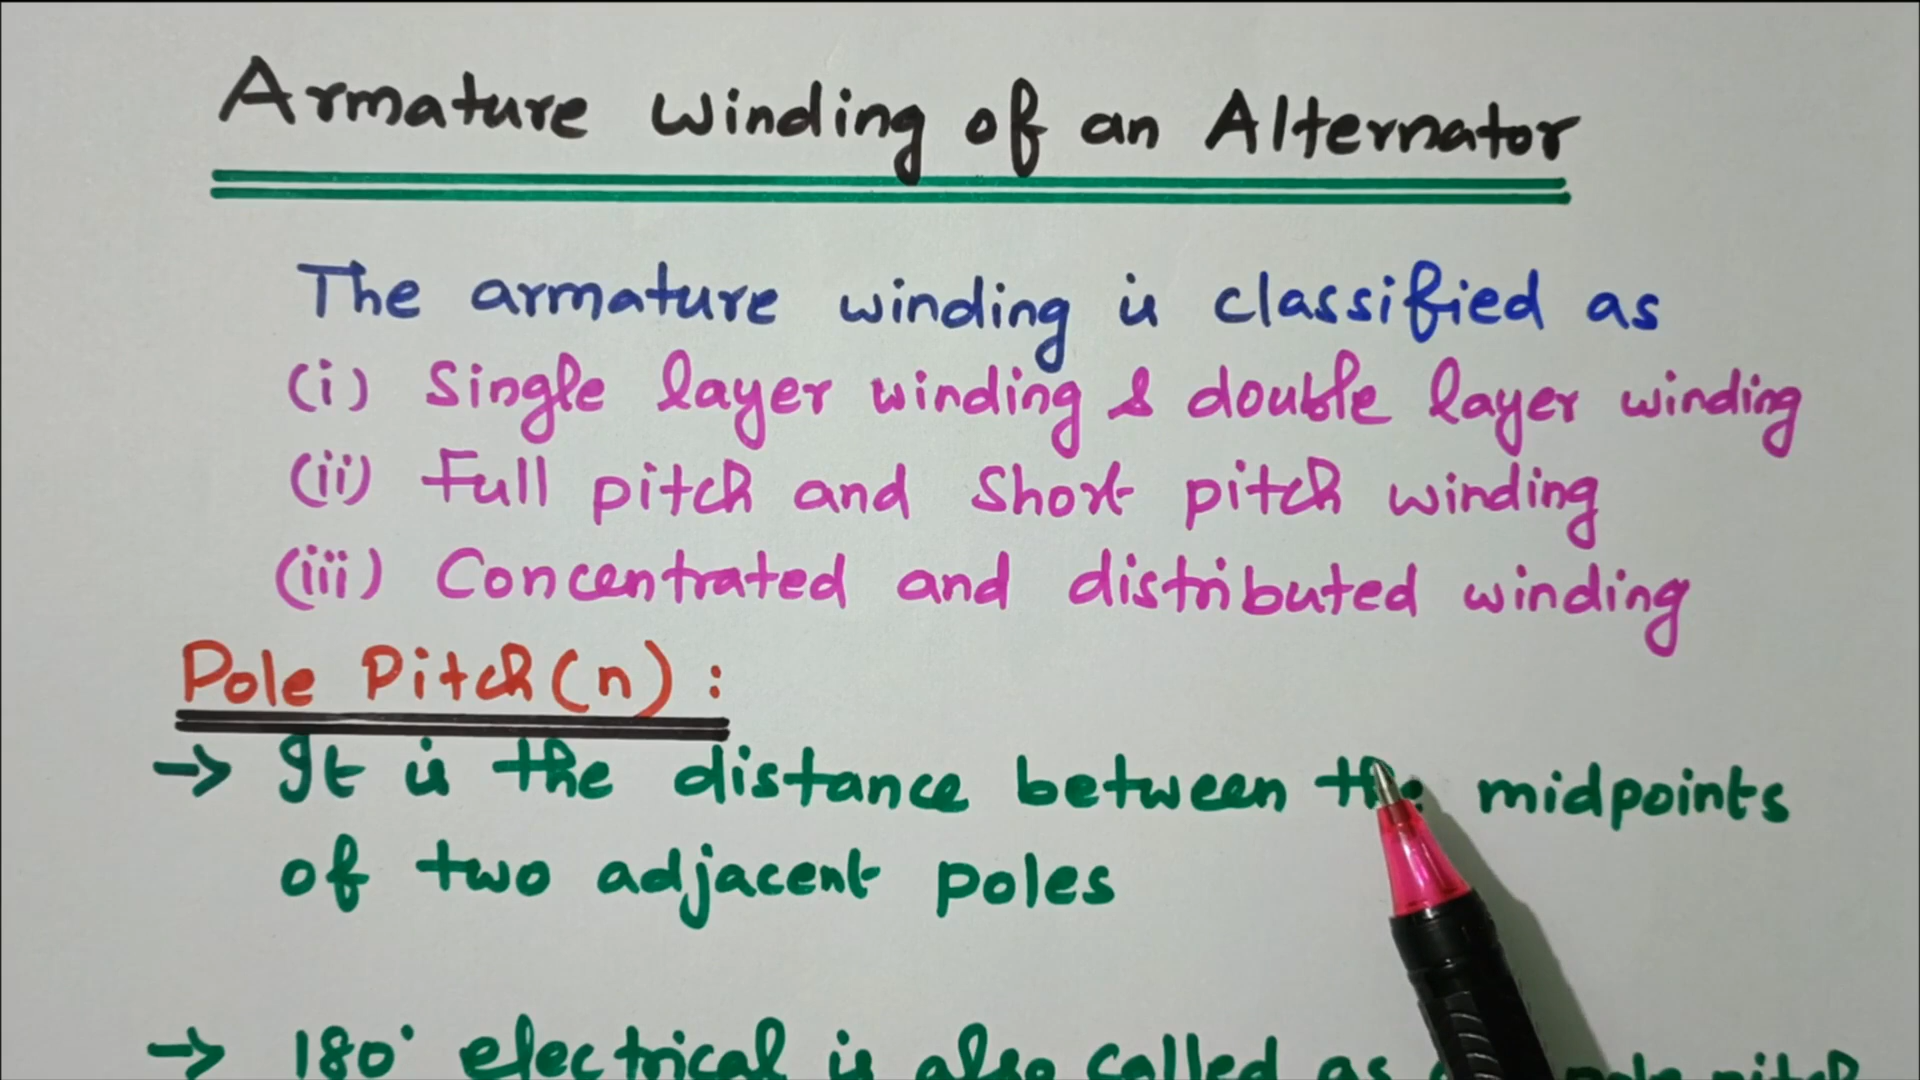 Armature winding of an Alternator
The armature winding is classified as
(i) Single layer winding & double layer winding
(ii) Full pitch and short pitch winding
(iii) Concentrated and distributed winding
Pole Pitch (n) :
→ It is the distance between the midpoints
of two adjacent poles
→ 180° electrical is also called as pole pitch